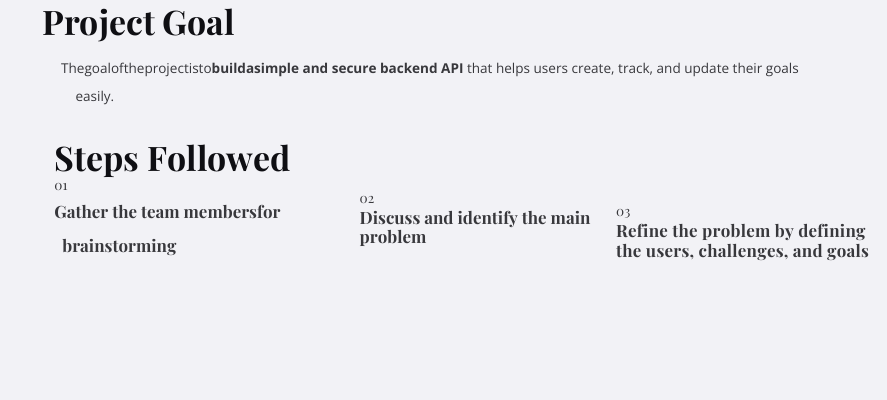 Project Goal
Thegoaloftheprojectistobuildasimple and secure backend API that helps users create, track, and update their goals
easily.
Steps Followed
01
Gather the team membersfor
brainstorming
02
Discuss and identify the main
problem
03
Refine the problem by defining
the users, challenges, and goals